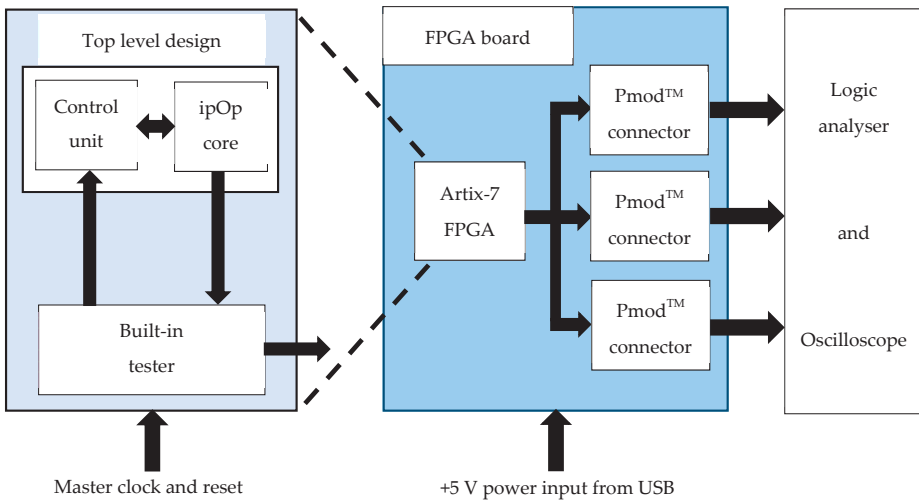 Top level design
Control
unit
ipOp
core
Built-in
tester
Master clock and reset
FPGA board
Artix-7
FPGA
Pmod™
connector
Pmod™
connector
Pmod™
connector
+5 V power input from USB
Logic
analyser
and
Oscilloscope